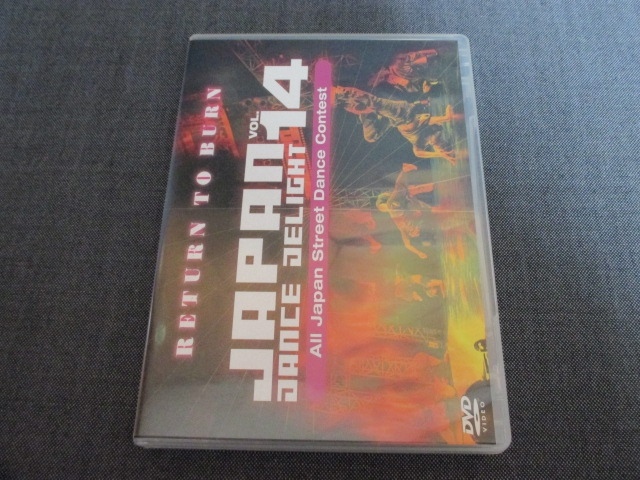 RETURN TO BURN
JAPAN
DANCE DELIGHT
VOL.
14
All Japan Street Dance Contest
DVD
VIDEO